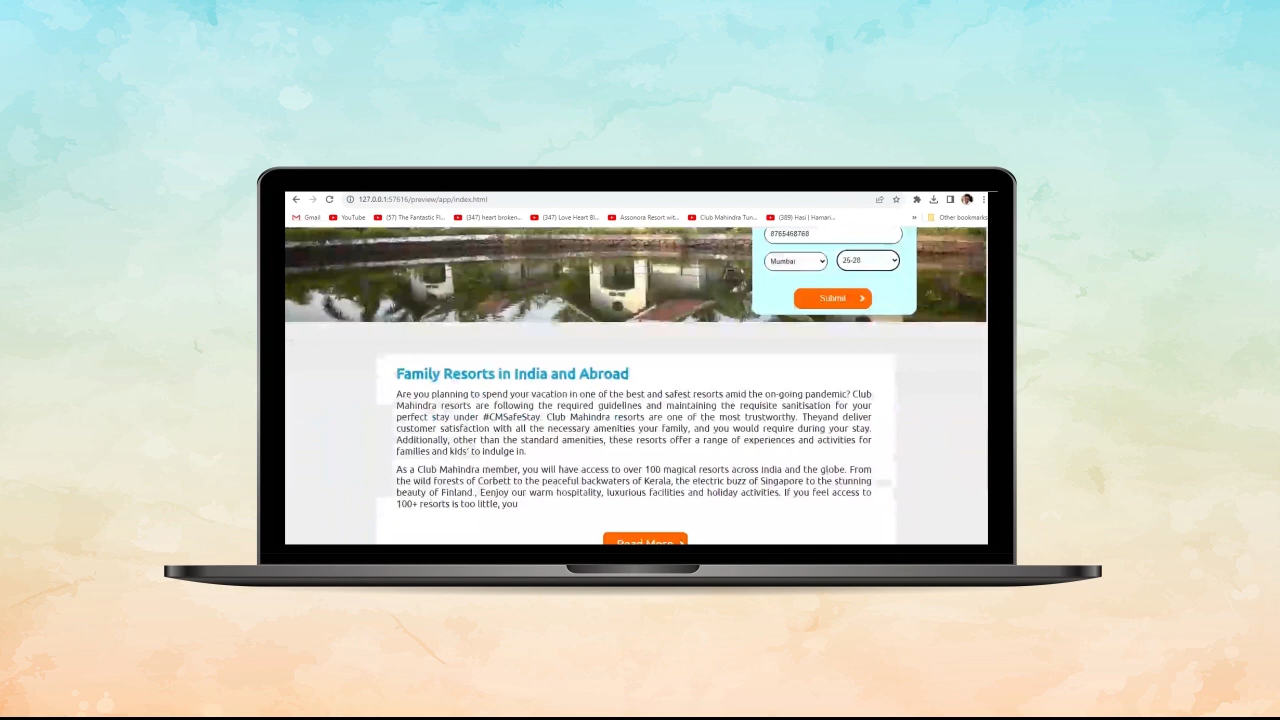 127.0.0.1:57616/preview/app/index.html
Gmail YouTube (57) The Fantastic Fl... (347) heart broken... (347) Love Heart Bl... Assonora Resort wit... Club Mahindra Tun... (389) Hasi | Hamari... » Other bookmarks
8765468768
Mumbai 25-28
Submit
Family Resorts in India and Abroad
Are you planning to spend your vacation in one of the best and safest resorts amid the on-going pandemic? Club
Mahindra resorts are following the required guidelines and maintaining the requisite sanitisation for your
perfect stay under #CMSafeStay. Club Mahindra resorts are one of the most trustworthy. Theyand deliver
customer satisfaction with all the necessary amenities your family, and you would require during your stay.
Additionally, other than the standard amenities, these resorts offer a range of experiences and activities for
families and kids' to indulge in.
As a Club Mahindra member, you will have access to over 100 magical resorts across India and the globe. From
the wild forests of Corbett to the peaceful backwaters of Kerala, the electric buzz of Singapore to the stunning
beauty of Finland., Eenjoy our warm hospitality, luxurious facilities and holiday activities. If you feel access to
100+ resorts is too little, you
Read More